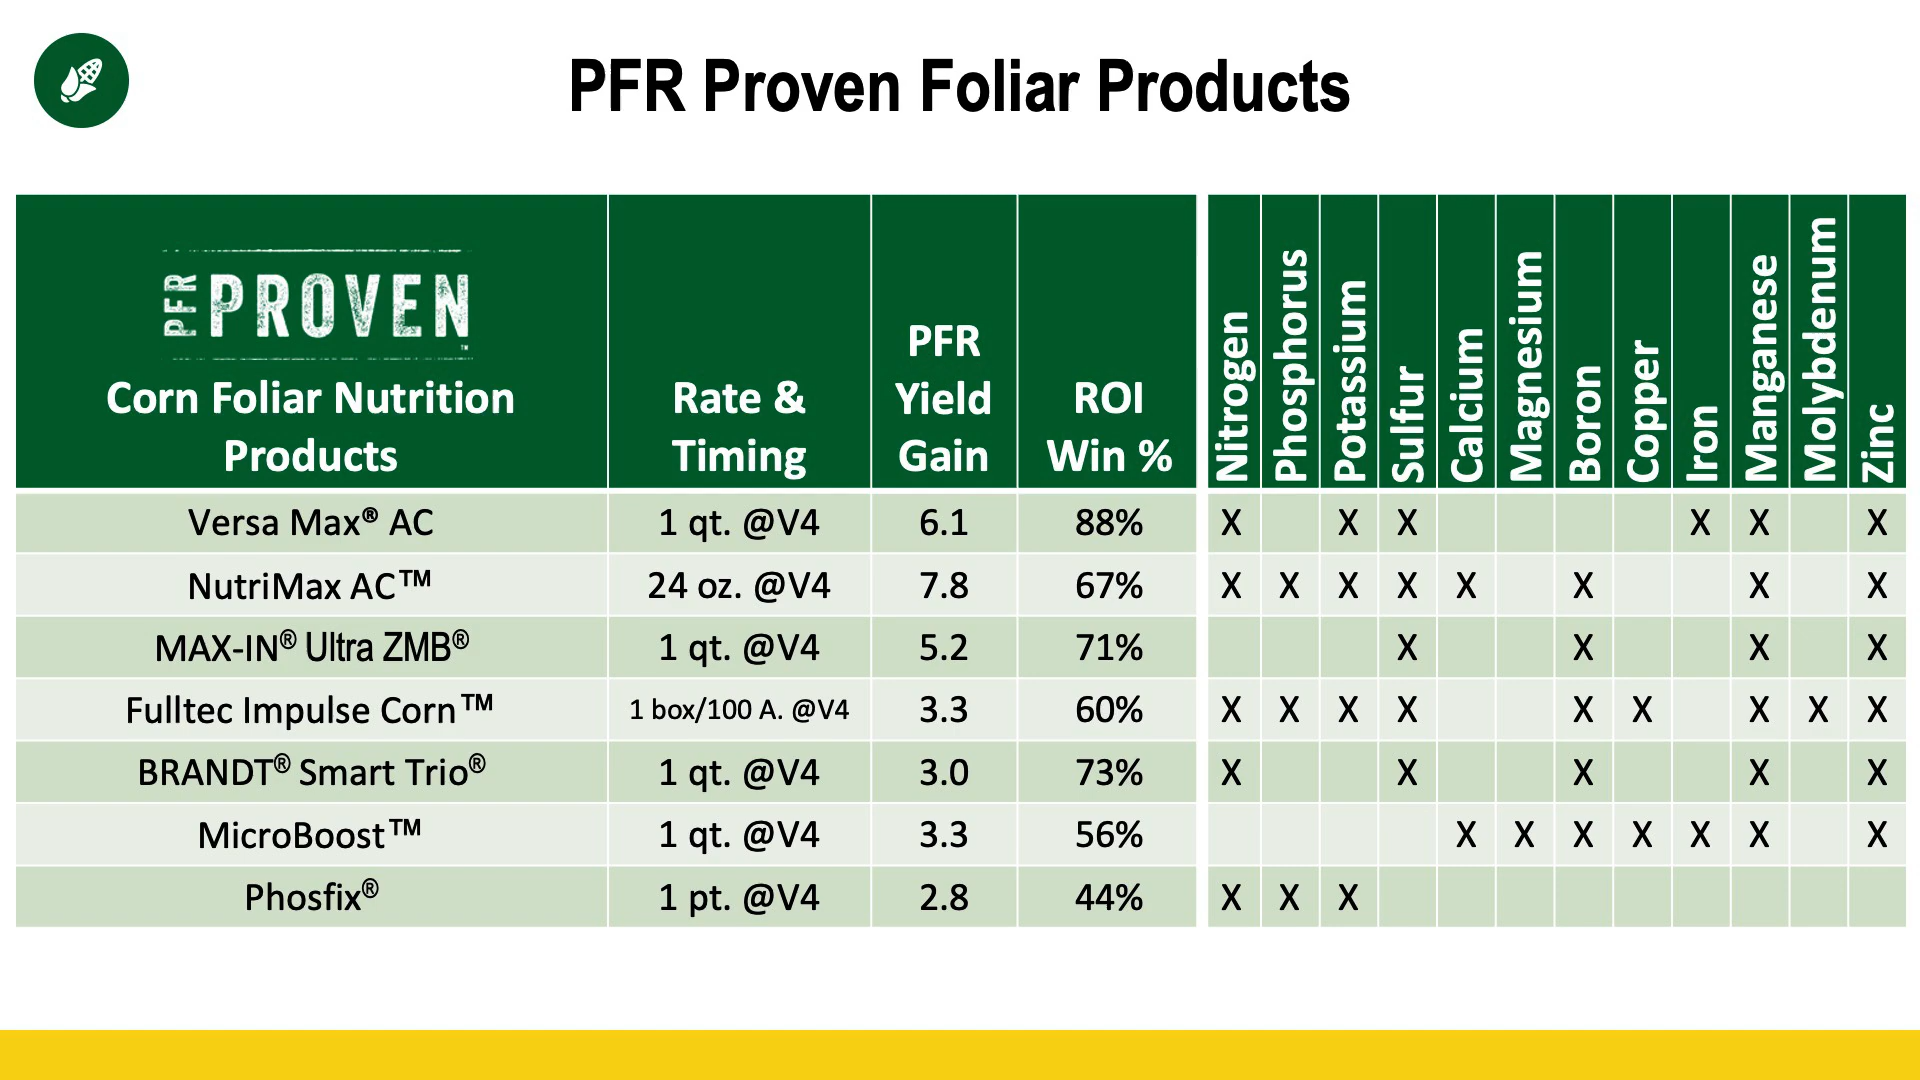 PFR Proven Foliar Products
PFR PROVEN™
Corn Foliar Nutrition
Products
Rate &
Timing
PFR
Yield
Gain
ROI
Win %
Nitrogen
Phosphorus
Potassium
Sulfur
Calcium
Magnesium
Boron
Copper
Iron
Manganese
Molybdenum
Zinc
Versa Max® AC 1 qt. @V4 6.1 88% X X X X X X
NutriMax AC™ 24 oz. @V4 7.8 67% X X X X X X X X
MAX-IN® Ultra ZMB® 1 qt. @V4 5.2 71% X X X X
Fulltec Impulse Corn™ 1 box/100 A. @V4 3.3 60% X X X X X X X X X
BRANDT® Smart Trio® 1 qt. @V4 3.0 73% X X X X X
MicroBoost™ 1 qt. @V4 3.3 56% X X X X X X X
Phosfix® 1 pt. @V4 2.8 44% X X X